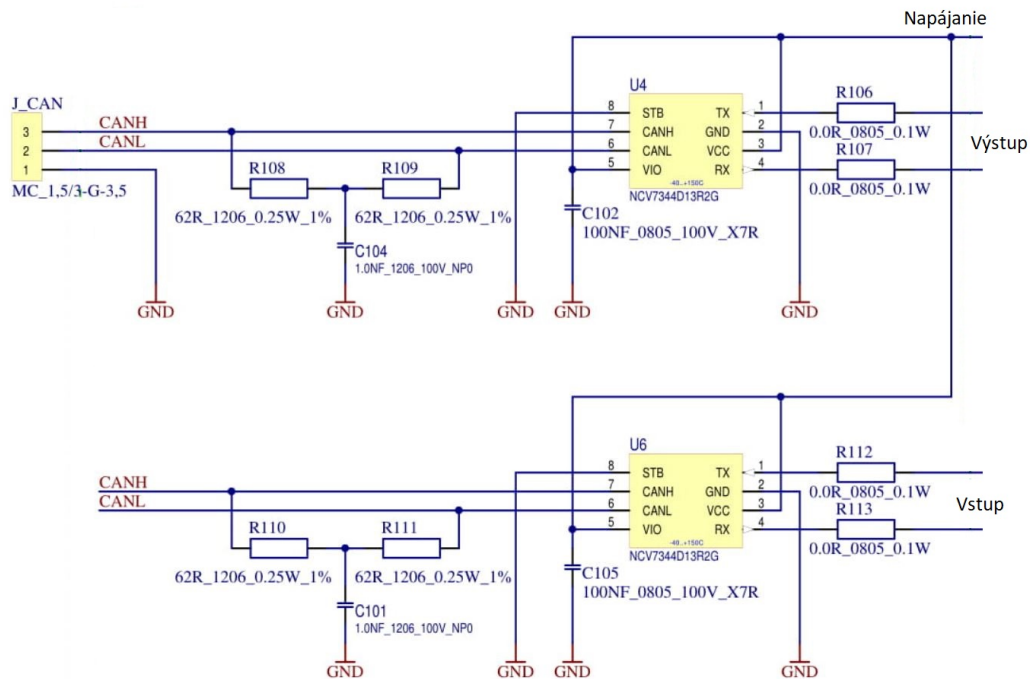 Napájanie
U4
J_CAN
R106
CANH
8 STB TX 1
0.0R_0805_0.1W
3
7 CANH GND 2
CANL
R107
Výstup
2
6 CANL VCC 3
R108
R109
1
5 VIO RX 4
0.0R_0805_0.1W
MC_1,5/3-G-3,5
-40..+150C
NCV7344D13R2G
62R_1206_0.25W_1%
62R_1206_0.25W_1%
C102
100NF_0805_100V_X7R
C104
1.0NF_1206_100V_NP0
GND
GND
GND
GND
GND
U6
R112
CANH
8 STB TX 1
0.0R_0805_0.1W
7 CANH GND 2
CANL
R113
Vstup
6 CANL VCC 3
R110
R111
5 VIO RX 4
0.0R_0805_0.1W
-40..+150C
NCV7344D13R2G
62R_1206_0.25W_1%
62R_1206_0.25W_1%
C105
100NF_0805_100V_X7R
C101
1.0NF_1206_100V_NP0
GND
GND
GND
GND